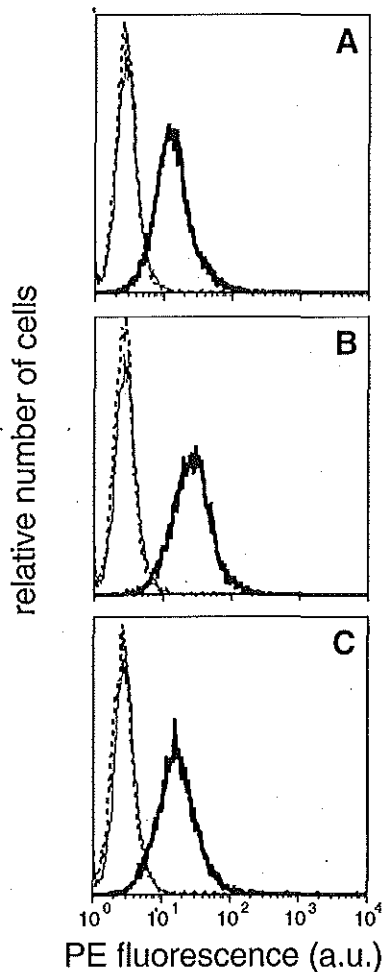 A
B
C
relative number of cells
10⁰ 10¹ 10² 10³ 10⁴
PE fluorescence (a.u.)